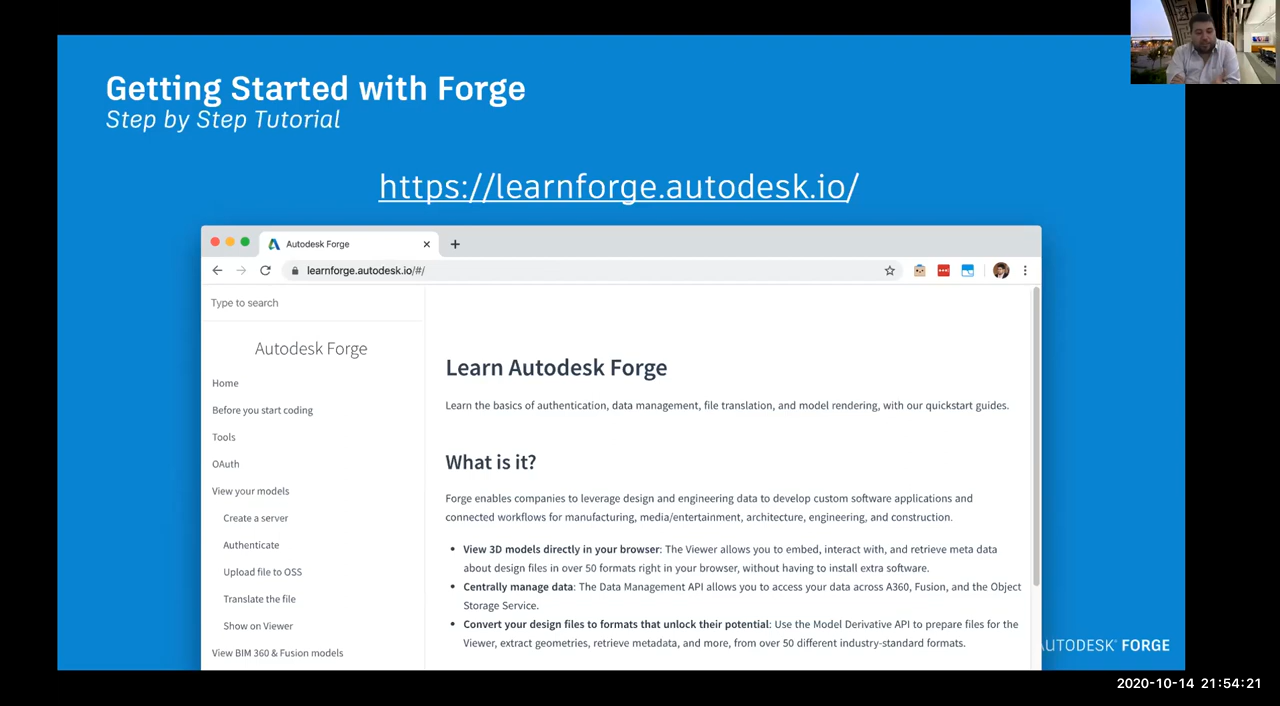 Getting Started with Forge
Step by Step Tutorial
https://learnforge.autodesk.io/
Autodesk Forge
learnforge.autodesk.io/#/
Type to search
Autodesk Forge
Home
Before you start coding
Tools
OAuth
View your models
Create a server
Authenticate
Upload file to OSS
Translate the file
Show on Viewer
View BIM 360 & Fusion models
Learn Autodesk Forge
Learn the basics of authentication, data management, file translation, and model rendering, with our quickstart guides.
What is it?
Forge enables companies to leverage design and engineering data to develop custom software applications and
connected workflows for manufacturing, media/entertainment, architecture, engineering, and construction.
• View 3D models directly in your browser: The Viewer allows you to embed, interact with, and retrieve meta data
about design files in over 50 formats right in your browser, without having to install extra software.
• Centrally manage data: The Data Management API allows you to access your data across A360, Fusion, and the Object
Storage Service.
• Convert your design files to formats that unlock their potential: Use the Model Derivative API to prepare files for the
Viewer, extract geometries, retrieve metadata, and more, from over 50 different industry-standard formats.
AUTODESK® FORGE
2020-10-14 21:54:21